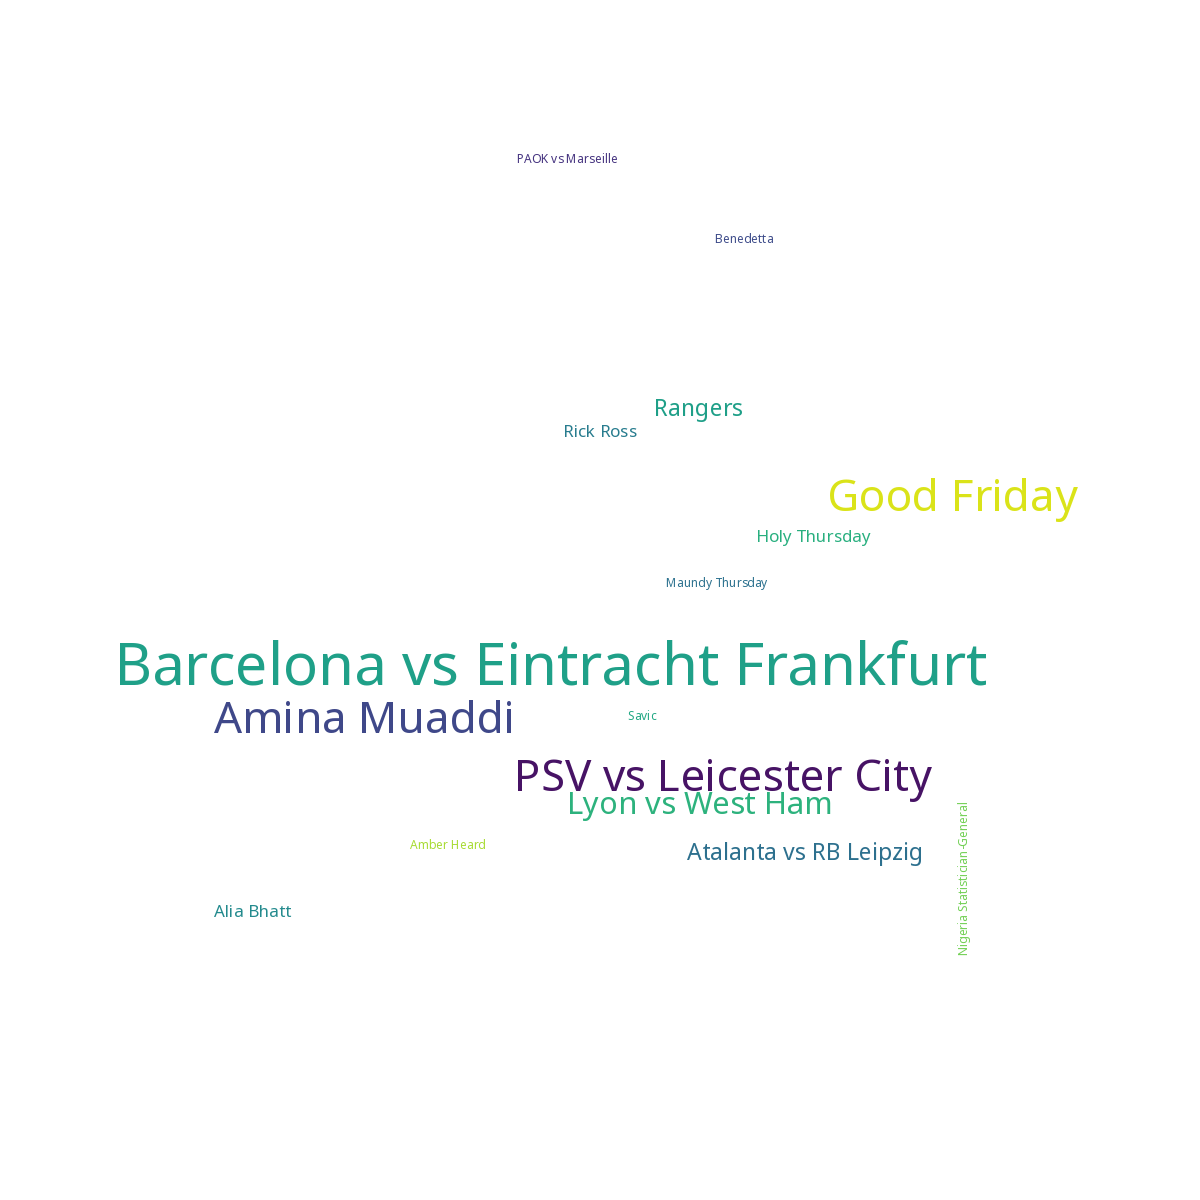 PAOK vs Marseille
Benedetta
Rangers
Rick Ross
Good Friday
Holy Thursday
Maundy Thursday
Barcelona vs Eintracht Frankfurt
Amina Muaddi
Savic
PSV vs Leicester City
Lyon vs West Ham
Amber Heard
Atalanta vs RB Leipzig
Nigeria Statistician-General
Alia Bhatt